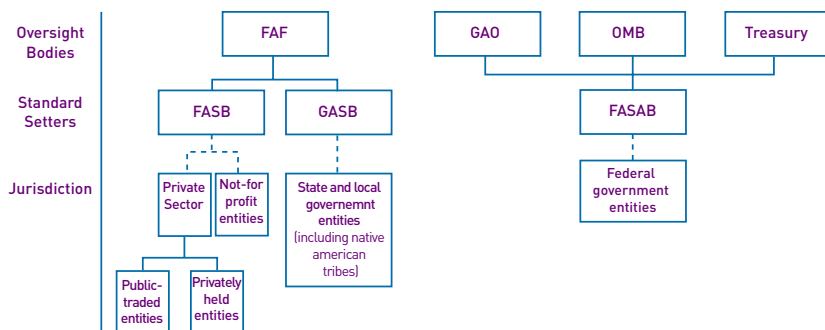 Oversight
Bodies
FAF
GAO
OMB
Treasury
Standard
Setters
FASB
GASB
FASAB
Jurisdiction
Private
Sector
Not-for
profit
entities
State and local
governemnt
entities
(including native
american
tribes)
Federal
government
entities
Public-
traded
entities
Privately
held
entities